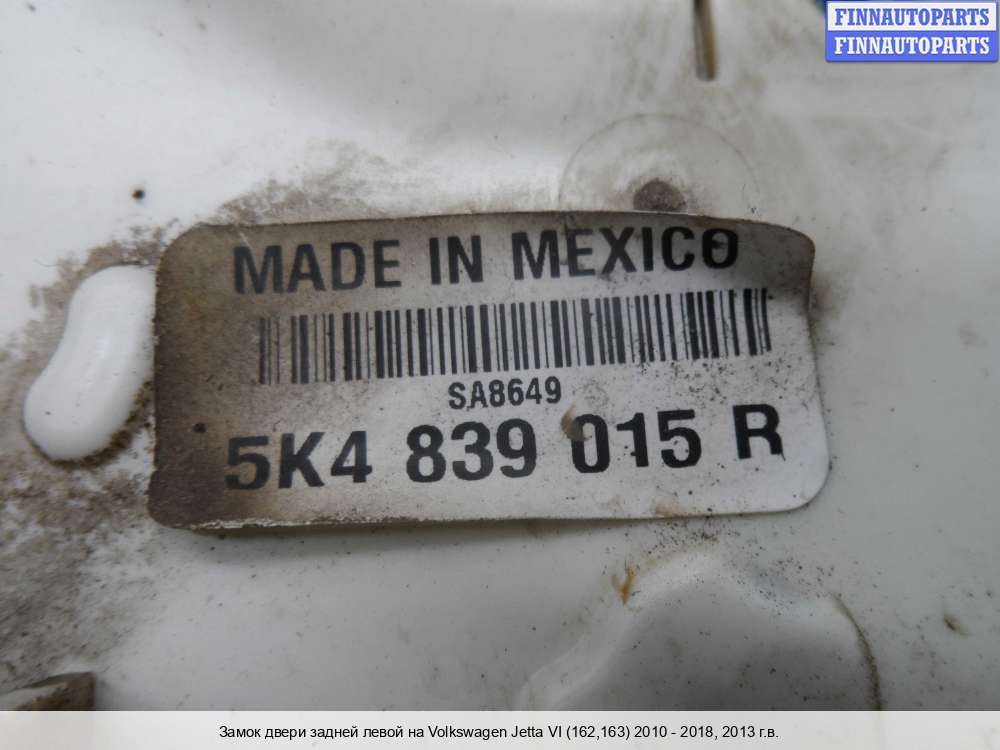 FINNAUTOPARTS
FINNAUTOPARTS
MADE IN MEXICO
SA8649
5K4 839 015 R
Замок двери задней левой на Volkswagen Jetta VI (162,163) 2010 - 2018, 2013 г.в.